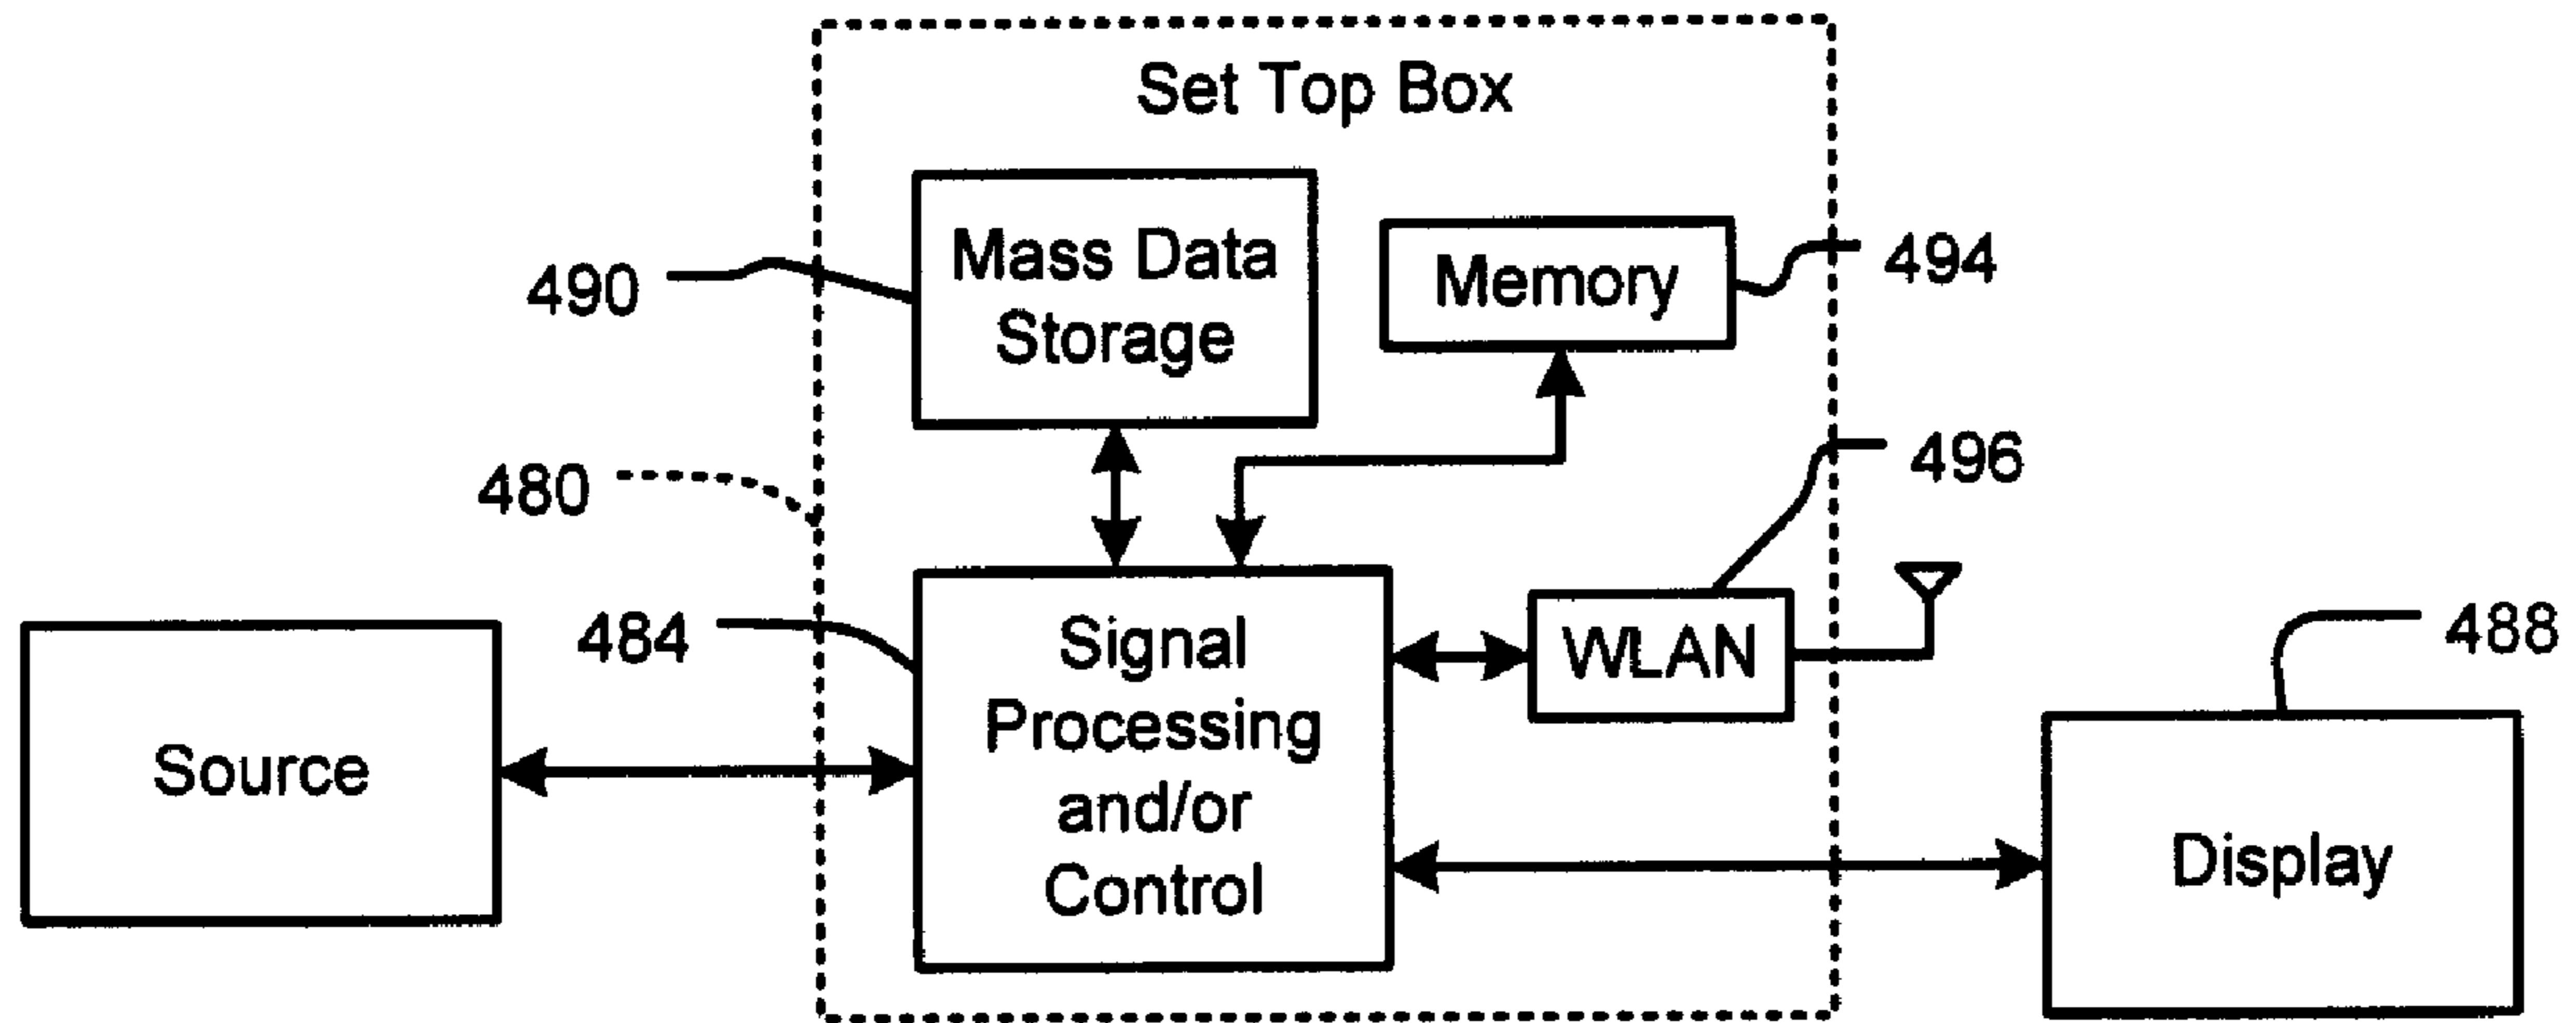 Set Top Box
Mass Data
Storage
490
Memory
494
480
496
484
Signal
Processing
and/or
Control
WLAN
488
Source
Display